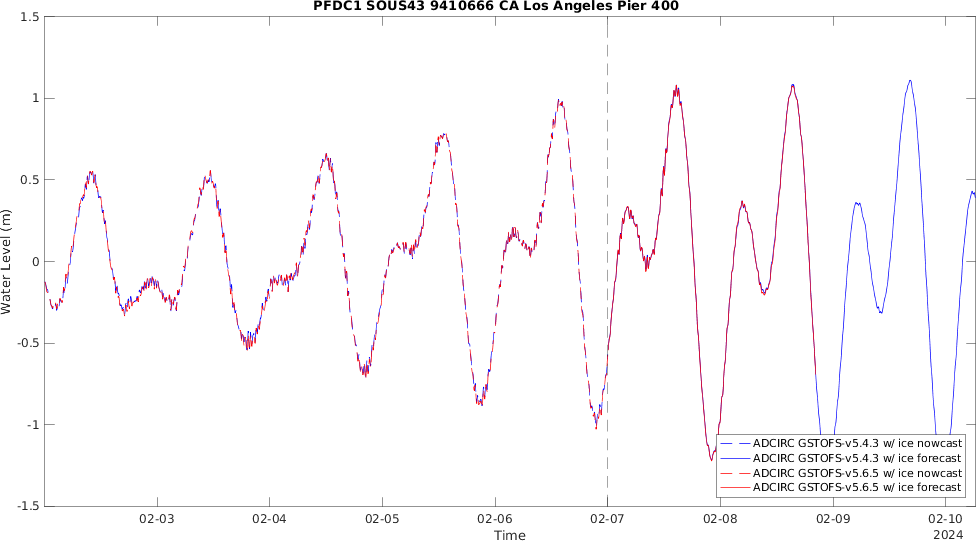 PFDC1 SOUS43 9410666 CA Los Angeles Pier 400
1.5
1
0.5
0
-0.5
-1
-1.5
Water Level (m)
ADCIRC GSTOFS-v5.4.3 w/ ice nowcast
ADCIRC GSTOFS-v5.4.3 w/ ice forecast
ADCIRC GSTOFS-v5.6.5 w/ ice nowcast
ADCIRC GSTOFS-v5.6.5 w/ ice forecast
02-03 02-04 02-05 02-06 02-07 02-08 02-09 02-10
Time
2024